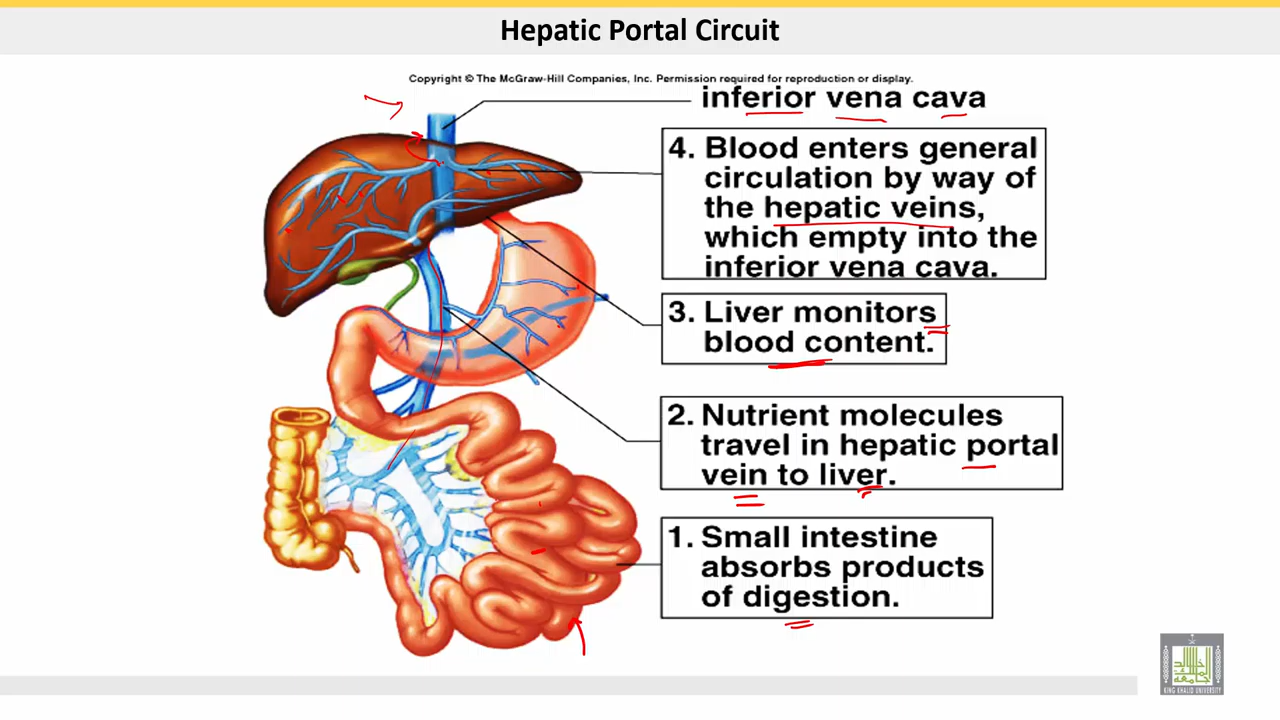 Hepatic Portal Circuit
Copyright © The McGraw-Hill Companies, Inc. Permission required for reproduction or display.
inferior vena cava
4. Blood enters general
circulation by way of
the hepatic veins,
which empty into the
inferior vena cava.
3. Liver monitors
blood content.
2. Nutrient molecules
travel in hepatic portal
vein to liver.
1. Small intestine
absorbs products
of digestion.
KING KHALID UNIVERSITY